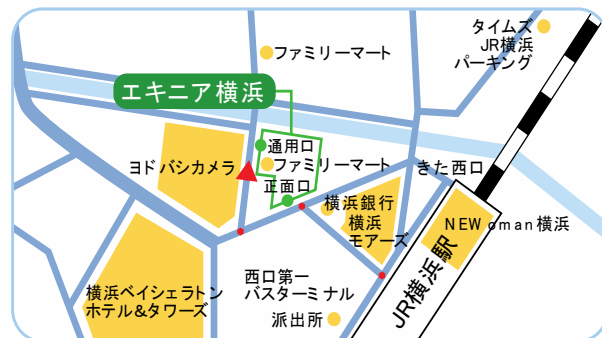 タイムズ
JR横浜
パーキング
ファミリーマート
エキニア横浜
通用口
ヨドバシカメラ
ファミリーマート
きた西口
正面口
横浜銀行
横浜
モアーズ
NEWoman横浜
JR横浜駅
西口第一
バスターミナル
横浜ベイシェラトン
ホテル&タワーズ
派出所